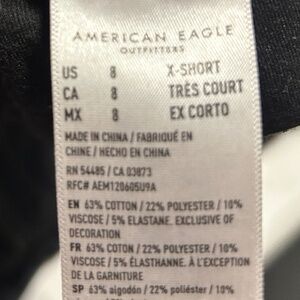 AMERICAN EAGLE
OUTFITTERS
US 8 X-SHORT
CA 8 TRÈS COURT
MX 8 EX CORTO
MADE IN CHINA / FABRIQUÉ EN
CHINE / HECHO EN CHINA
RN 54485 / CA 03873
RFC# AEM120605U9A
EN 63% COTTON / 22% POLYESTER / 10%
VISCOSE / 5% ELASTANE. EXCLUSIVE OF
DECORATION
FR 63% COTON / 22% POLYESTER / 10%
VISCOSE / 5% ÉLASTHANNE. À L'EXCEPTION
DE LA GARNITURE
SP 63% algodón / 22% poliéster / 10%